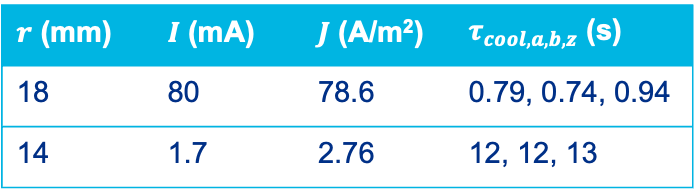 r (mm) I (mA) J (A/m²) τcool,a,b,z (s)
18 80 78.6 0.79, 0.74, 0.94
14 1.7 2.76 12, 12, 13